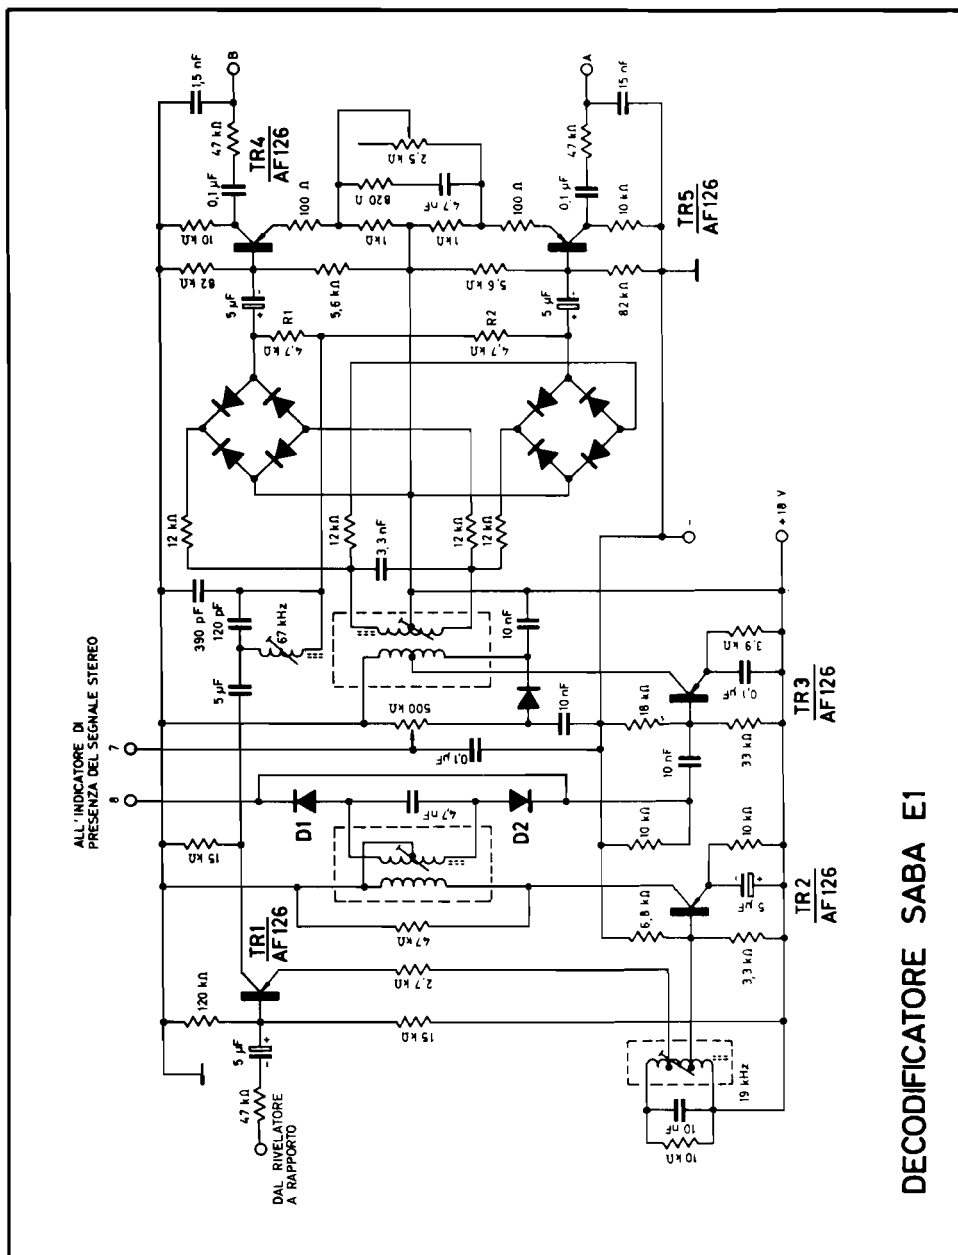 ALL'INDICATORE DI
PRESENZA DEL SEGNALE STEREO
8
7
DAL RIVELATORE
A RAPPORTO
47 kΩ
5 µF
-
+
120 kΩ
TR1
AF126
15 kΩ
5 µF
390 pF
120 pF
67 kHz
12 kΩ
5 µF
+
-
82 kΩ
10 kΩ
0,1 µF
47 kΩ
1,5 nF
B
TR4
AF126
R1
4,7 kΩ
5,6 kΩ
100 Ω
1 kΩ
820 Ω
4,7 nF
2,5 kΩ
2,7 kΩ
15 kΩ
47 kΩ
D1
4,7 nF
D2
500 kΩ
0,1 µF
10 nF
10 nF
12 kΩ
3,3 nF
12 kΩ
12 kΩ
R2
4,7 kΩ
5,6 kΩ
1 kΩ
100 Ω
5 µF
+
-
82 kΩ
10 kΩ
0,1 µF
47 kΩ
15 nF
A
TR5
AF126
-
+18 V
10 kΩ
10 nF
19 kHz
6,8 kΩ
3,3 kΩ
5 µF
-
+
10 kΩ
10 kΩ
TR2
AF126
10 nF
18 kΩ
33 kΩ
0,1 µF
3,9 kΩ
TR3
AF126
DECODIFICATORE SABA E1